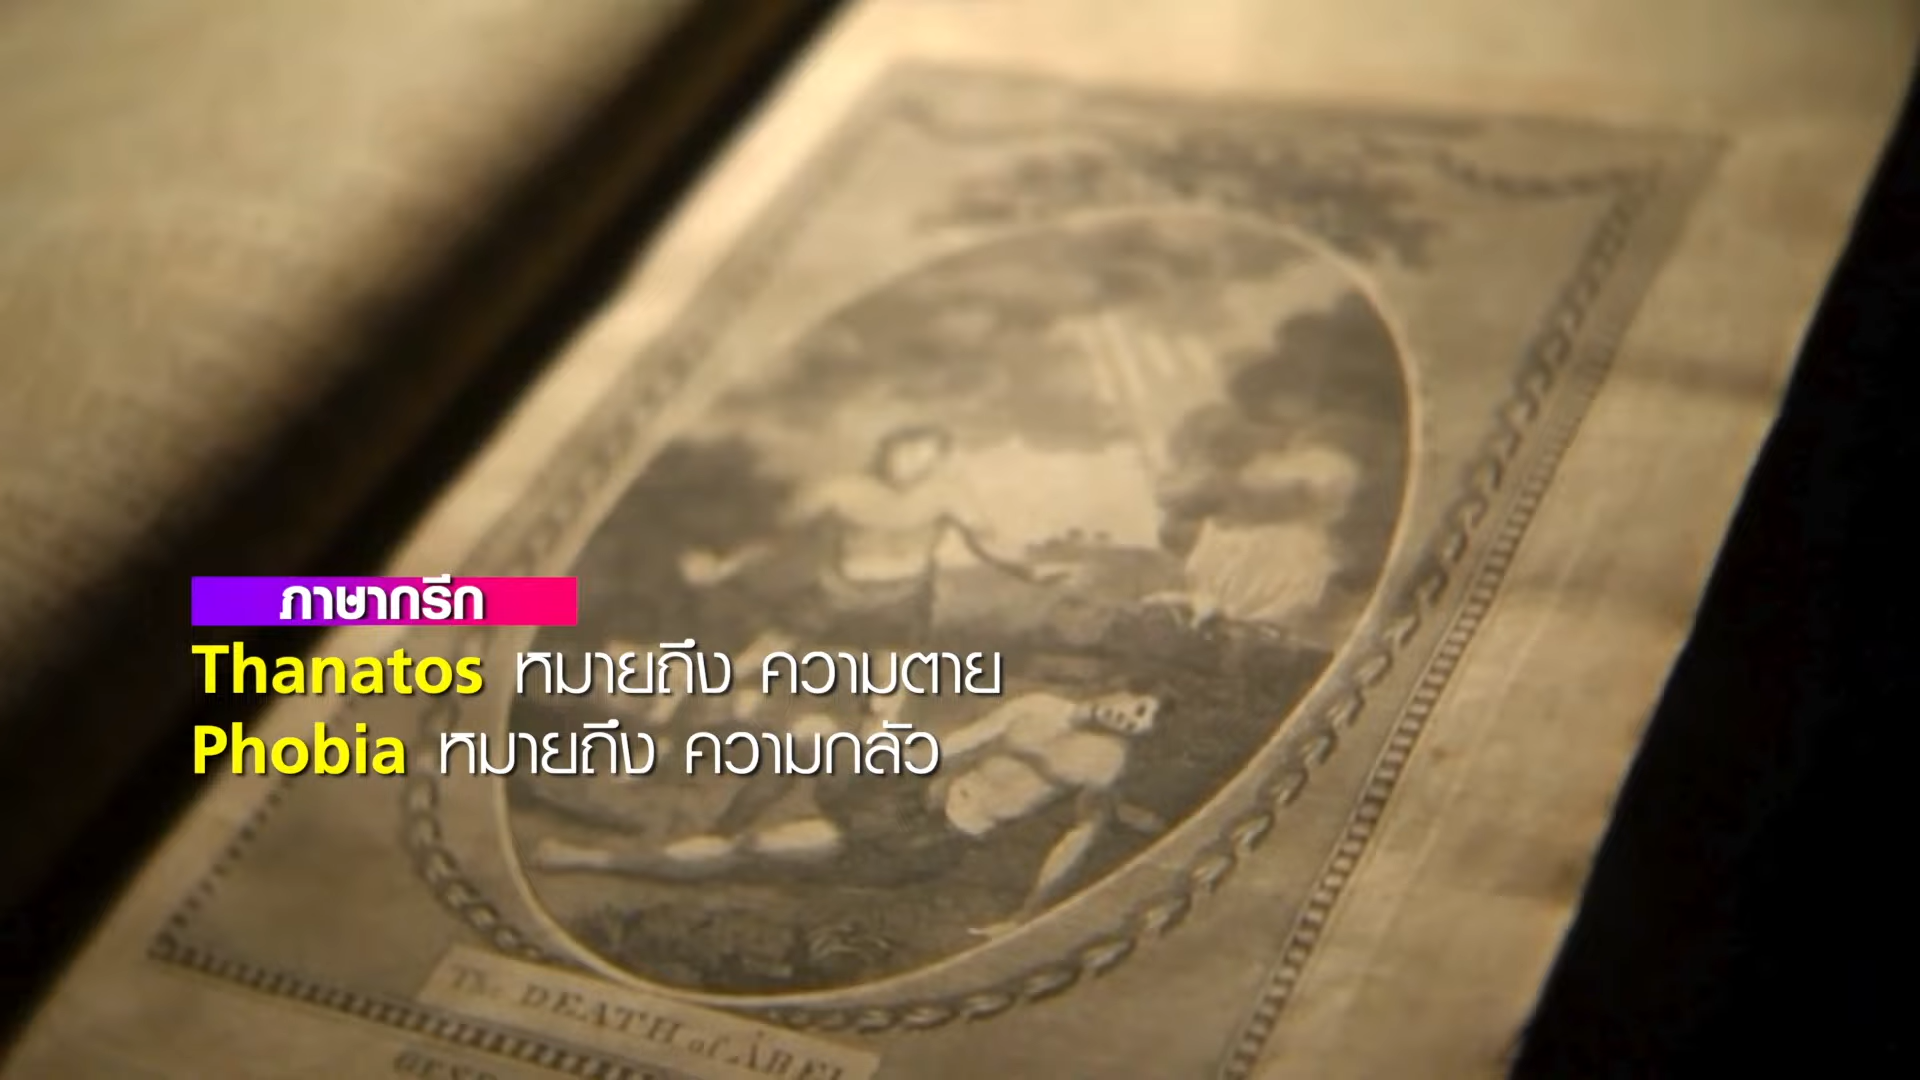 ภาษากรีก
Thanatos หมายถึง ความตาย
Phobia หมายถึง ความกลัว
The DEATH of ABEL